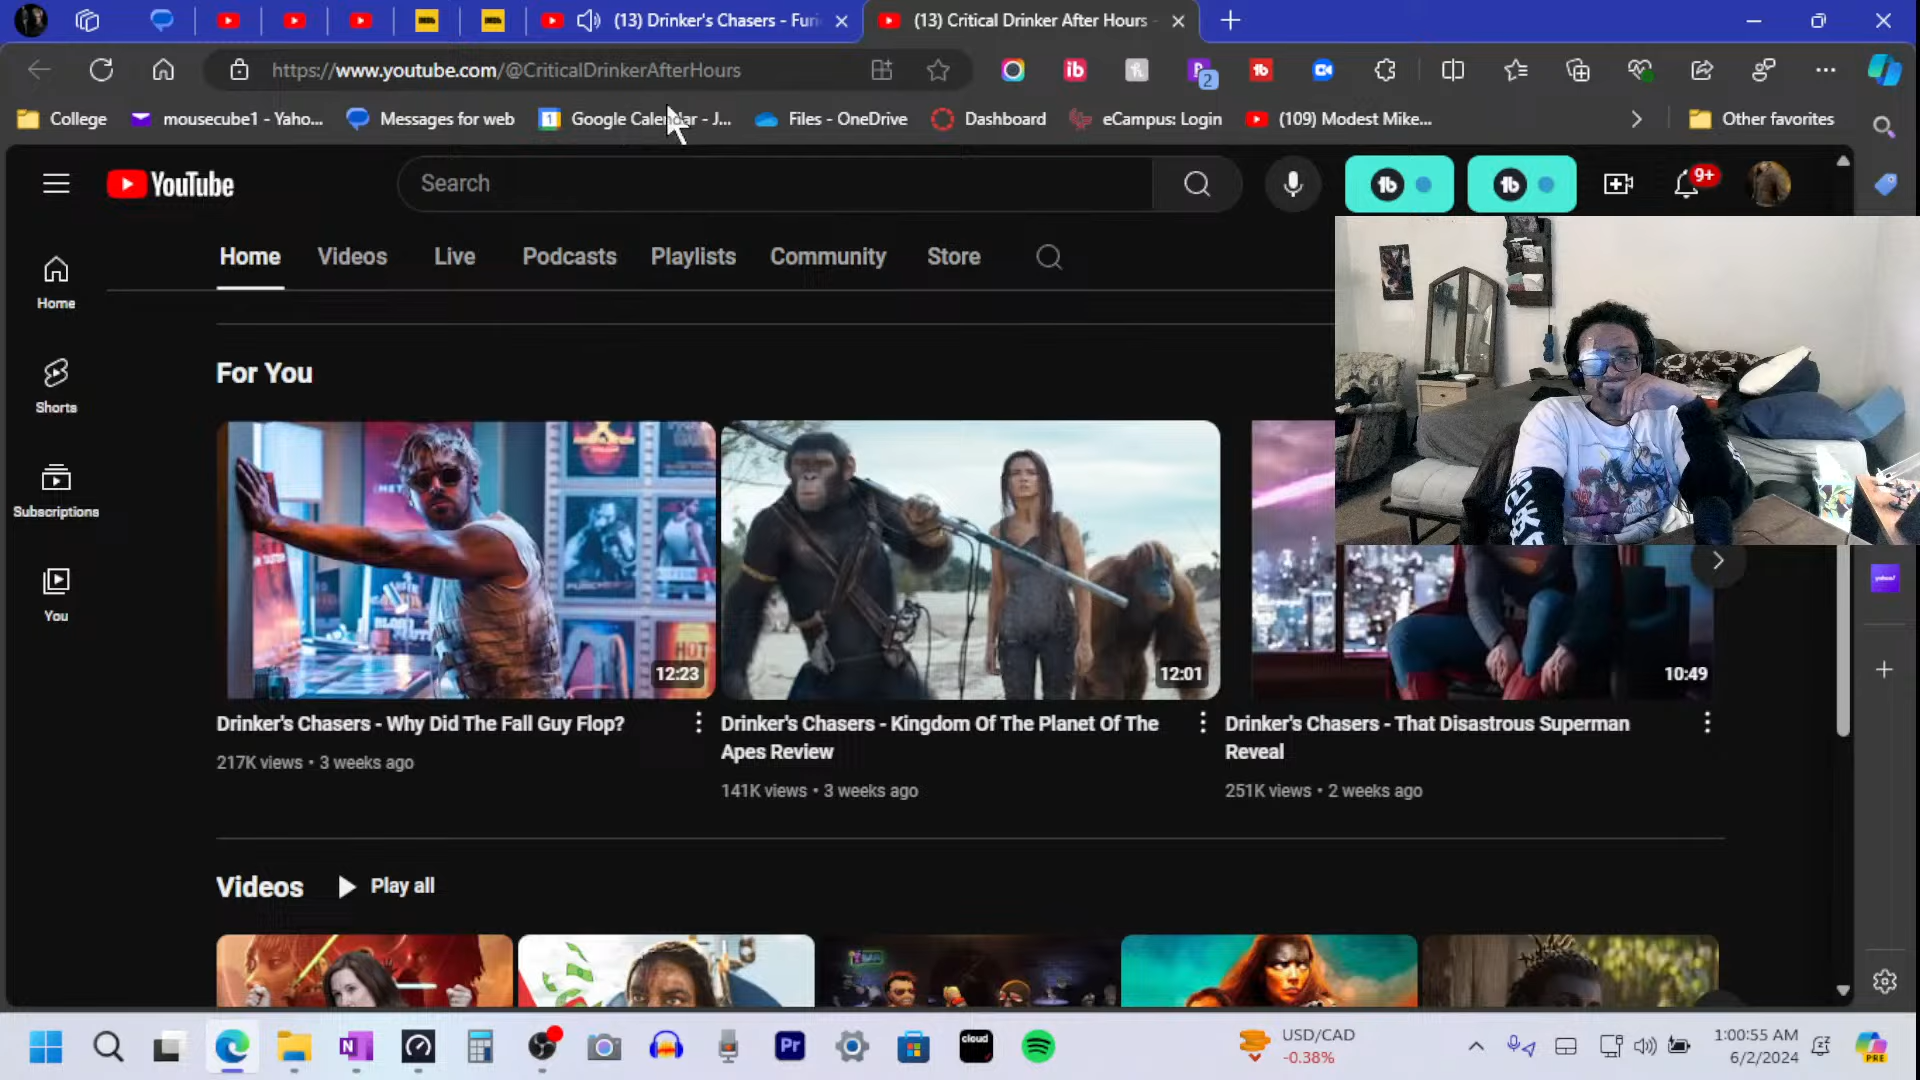 (13) Drinker's Chasers - Furi
(13) Critical Drinker After Hours -
https://www.youtube.com/@CriticalDrinkerAfterHours
2
College
mousecube1 - Yaho...
Messages for web
Google Calendar - J...
Files - OneDrive
Dashboard
eCampus: Login
(109) Modest Mike...
Other favorites
YouTube
Search
9+
Home
Videos
Live
Podcasts
Playlists
Community
Store
Home
Shorts
Subscriptions
You
For You
12:23
12:01
10:49
Drinker's Chasers - Why Did The Fall Guy Flop?
217K views • 3 weeks ago
Drinker's Chasers - Kingdom Of The Planet Of The
Apes Review
141K views • 3 weeks ago
Drinker's Chasers - That Disastrous Superman
Reveal
251K views • 2 weeks ago
Videos
Play all
USD/CAD
-0.38%
1:00:55 AM
6/2/2024
Pr
cloud
PRE